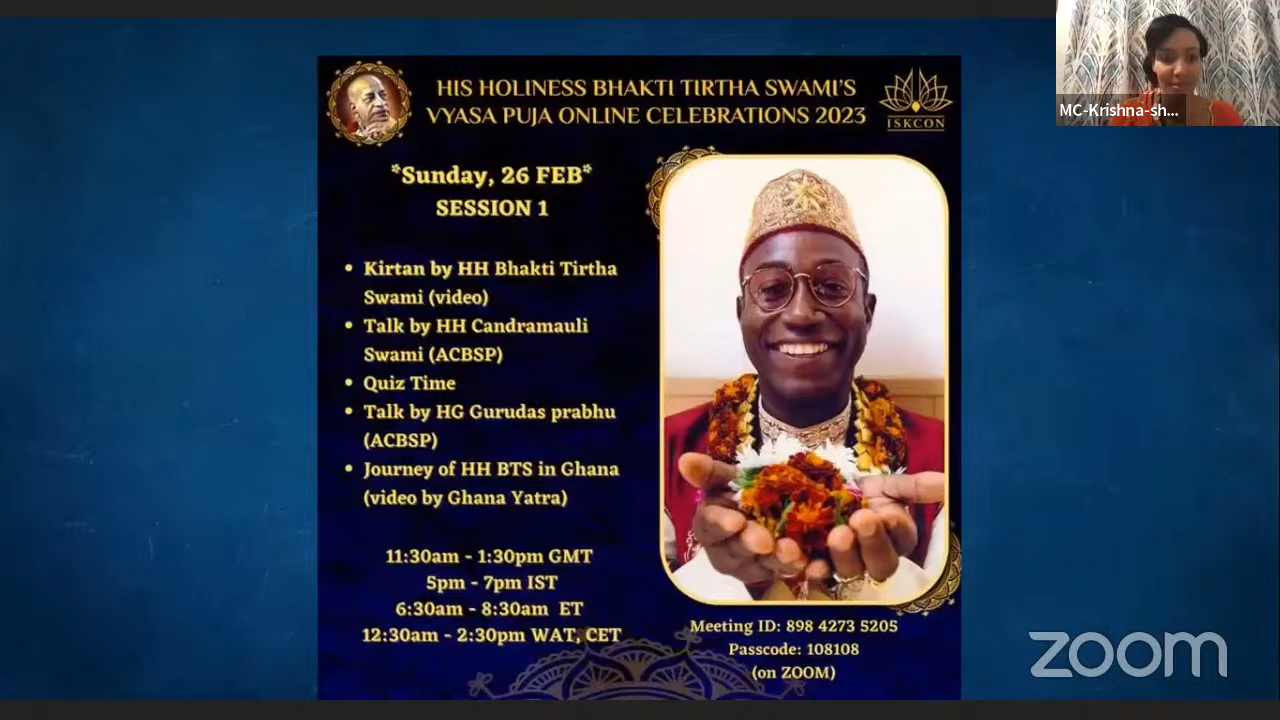 HIS HOLINESS BHAKTI TIRTHA SWAMI'S
VYASA PUJA ONLINE CELEBRATIONS 2023
ISKCON
*Sunday, 26 FEB*
SESSION 1
• Kirtan by HH Bhakti Tirtha
Swami (video)
• Talk by HH Candramauli
Swami (ACBSP)
• Quiz Time
• Talk by HG Gurudas prabhu
(ACBSP)
• Journey of HH BTS in Ghana
(video by Ghana Yatra)
11:30am - 1:30pm GMT
5pm - 7pm IST
6:30am - 8:30am ET
12:30am - 2:30pm WAT, CET
Meeting ID: 898 4273 5205
Passcode: 108108
(on ZOOM)
MC-Krishna-sh...
zoom